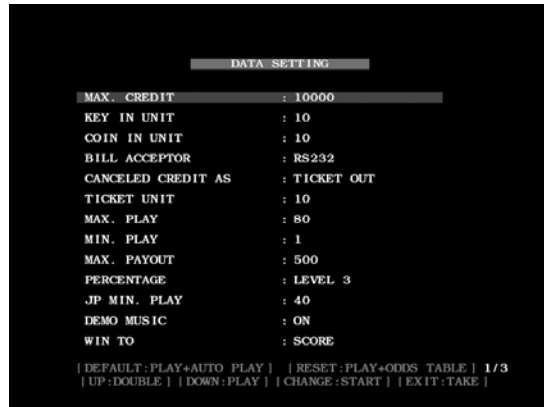 DATA SETTING
MAX. CREDIT : 10000
KEY IN UNIT : 10
COIN IN UNIT : 10
BILL ACCEPTOR : RS232
CANCELED CREDIT AS : TICKET OUT
TICKET UNIT : 10
MAX. PLAY : 80
MIN. PLAY : 1
MAX. PAYOUT : 500
PERCENTAGE : LEVEL 3
JP MIN. PLAY : 40
DEMO MUSIC : ON
WIN TO : SCORE
[ DEFAULT:PLAY+AUTO PLAY ] [ RESET:PLAY+ODDS TABLE ] 1/3
[ UP:DOUBLE ] [ DOWN:PLAY ] [ CHANGE:START ] [ EXIT:TAKE ]